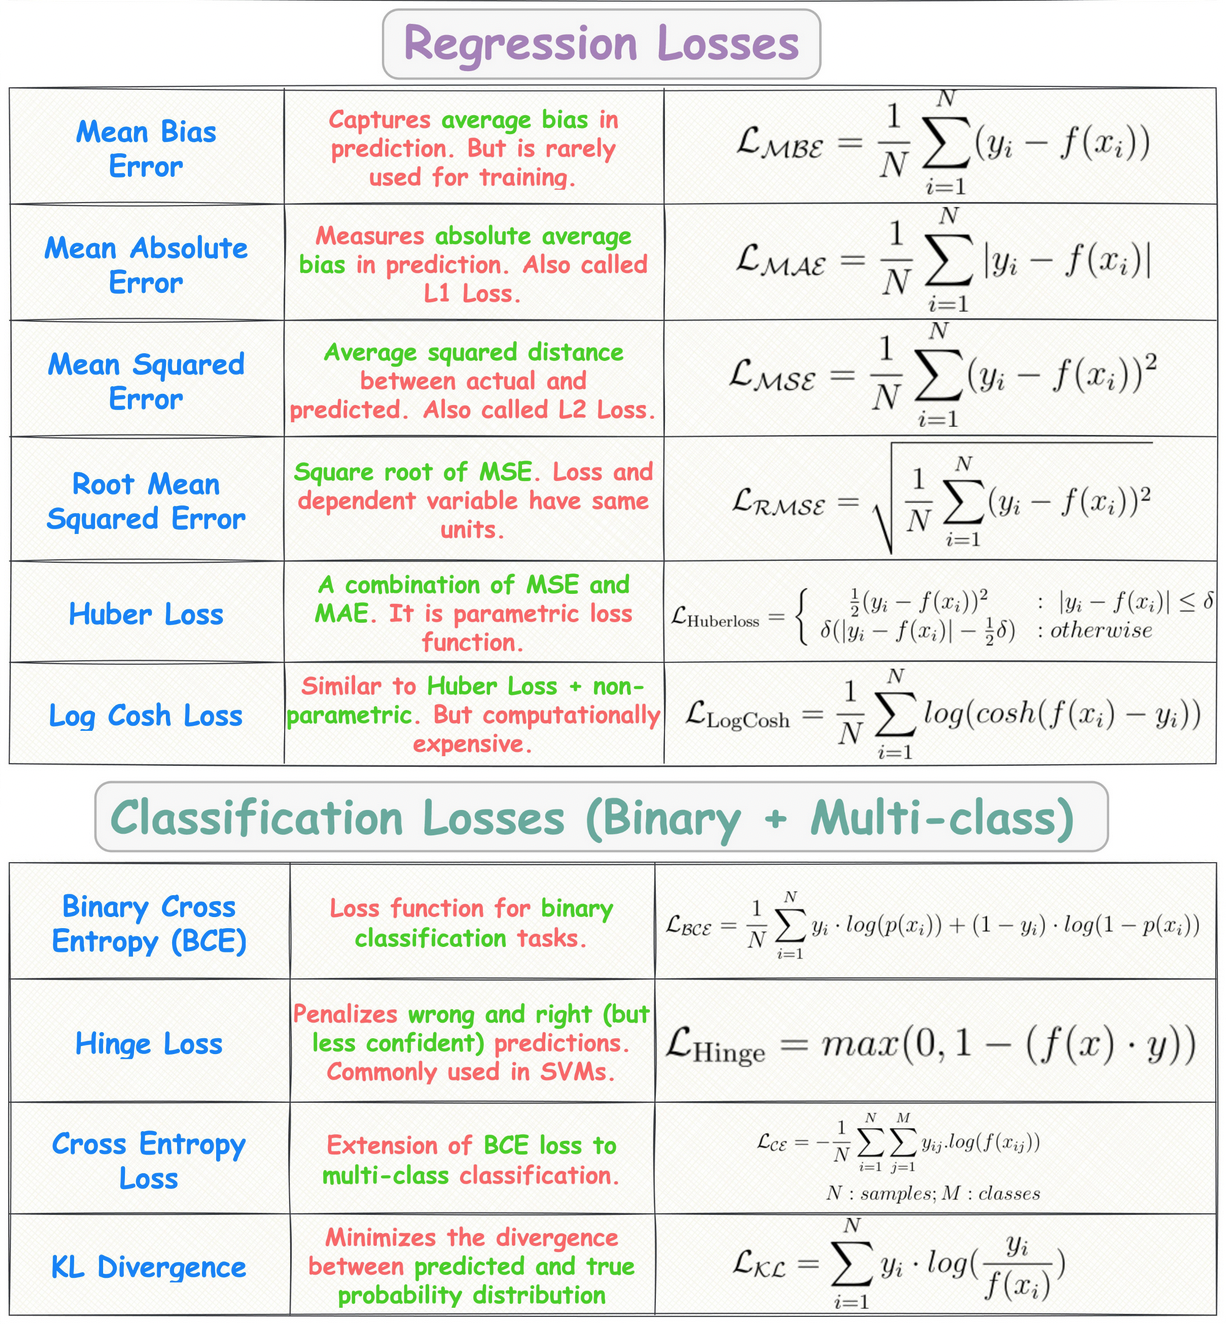 Regression Losses
Mean Bias
Error
Captures average bias in
prediction. But is rarely
used for training.
$\mathcal{L}_{\mathcal{MBE}} = \frac{1}{N} \sum_{i=1}^{N} (y_i - f(x_i))$
Mean Absolute
Error
Measures absolute average
bias in prediction. Also called
L1 Loss.
$\mathcal{L}_{\mathcal{MAE}} = \frac{1}{N} \sum_{i=1}^{N} |y_i - f(x_i)|$
Mean Squared
Error
Average squared distance
between actual and
predicted. Also called L2 Loss.
$\mathcal{L}_{\mathcal{MSE}} = \frac{1}{N} \sum_{i=1}^{N} (y_i - f(x_i))^2$
Root Mean
Squared Error
Square root of MSE. Loss and
dependent variable have same
units.
$\mathcal{L}_{\mathcal{RMSE}} = \sqrt{\frac{1}{N} \sum_{i=1}^{N} (y_i - f(x_i))^2}$
Huber Loss
A combination of MSE and
MAE. It is parametric loss
function.
$\mathcal{L}_{\text{Huberloss}} = \begin{cases} \frac{1}{2}(y_i - f(x_i))^2 & : |y_i - f(x_i)| \leq \delta \\ \delta(|y_i - f(x_i)| - \frac{1}{2}\delta) & : otherwise \end{cases}$
Log Cosh Loss
Similar to Huber Loss + non-
parametric. But computationally
expensive.
$\mathcal{L}_{\text{LogCosh}} = \frac{1}{N} \sum_{i=1}^{N} log(cosh(f(x_i) - y_i))$
Classification Losses (Binary + Multi-class)
Binary Cross
Entropy (BCE)
Loss function for binary
classification tasks.
$\mathcal{L}_{\mathcal{BCE}} = \frac{1}{N} \sum_{i=1}^{N} y_i \cdot log(p(x_i)) + (1 - y_i) \cdot log(1 - p(x_i))$
Hinge Loss
Penalizes wrong and right (but
less confident) predictions.
Commonly used in SVMs.
$\mathcal{L}_{\text{Hinge}} = max(0, 1 - (f(x) \cdot y))$
Cross Entropy
Loss
Extension of BCE loss to
multi-class classification.
$\mathcal{L}_{\mathcal{CE}} = -\frac{1}{N} \sum_{i=1}^{N} \sum_{j=1}^{M} y_{ij}.log(f(x_{ij}))$
$N : samples; M : classes$
KL Divergence
Minimizes the divergence
between predicted and true
probability distribution
$\mathcal{L}_{\mathcal{KL}} = \sum_{i=1}^{N} y_i \cdot log(\frac{y_i}{f(x_i)})$